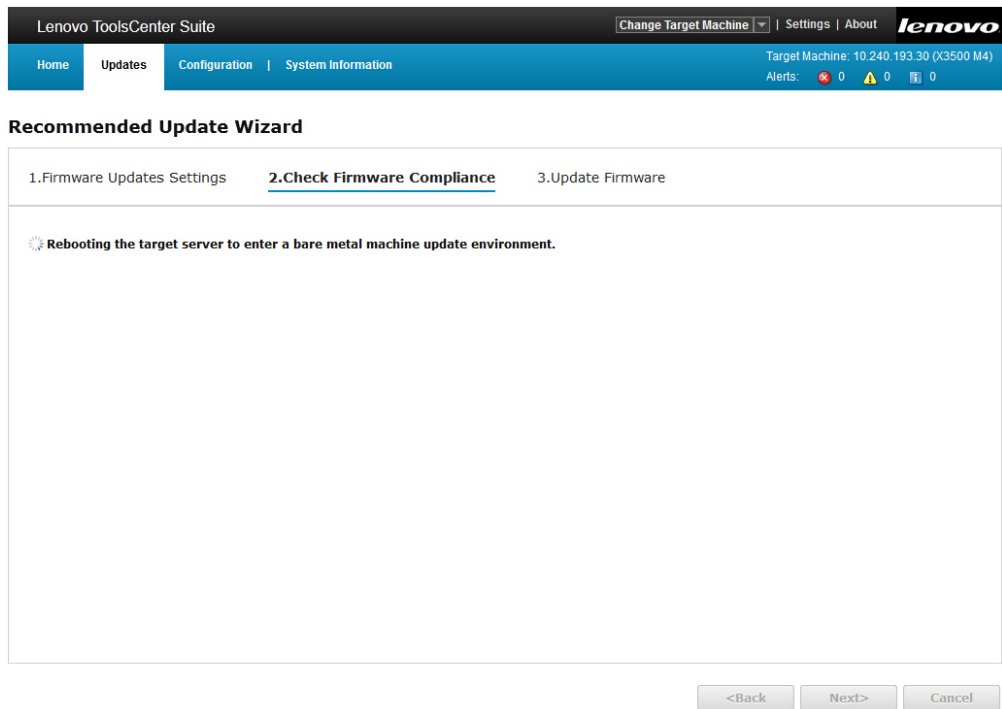 Lenovo ToolsCenter Suite
Change Target Machine | Settings | About
lenovo
Home Updates Configuration | System Information
Target Machine: 10.240.193.30 (X3500 M4)
Alerts: 0 0 0
Recommended Update Wizard
1.Firmware Updates Settings 2.Check Firmware Compliance 3.Update Firmware
Rebooting the target server to enter a bare metal machine update environment.
<Back Next> Cancel